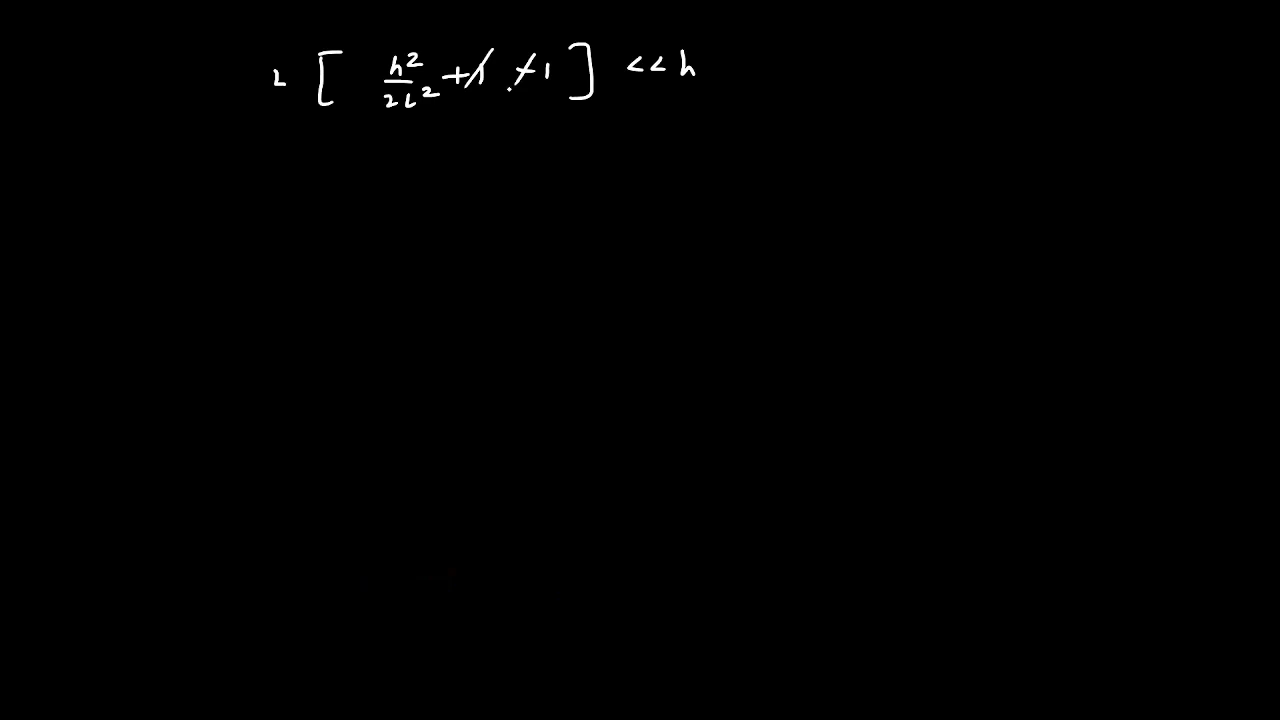 L [ h²/2L² + 1 - 1 ] << h